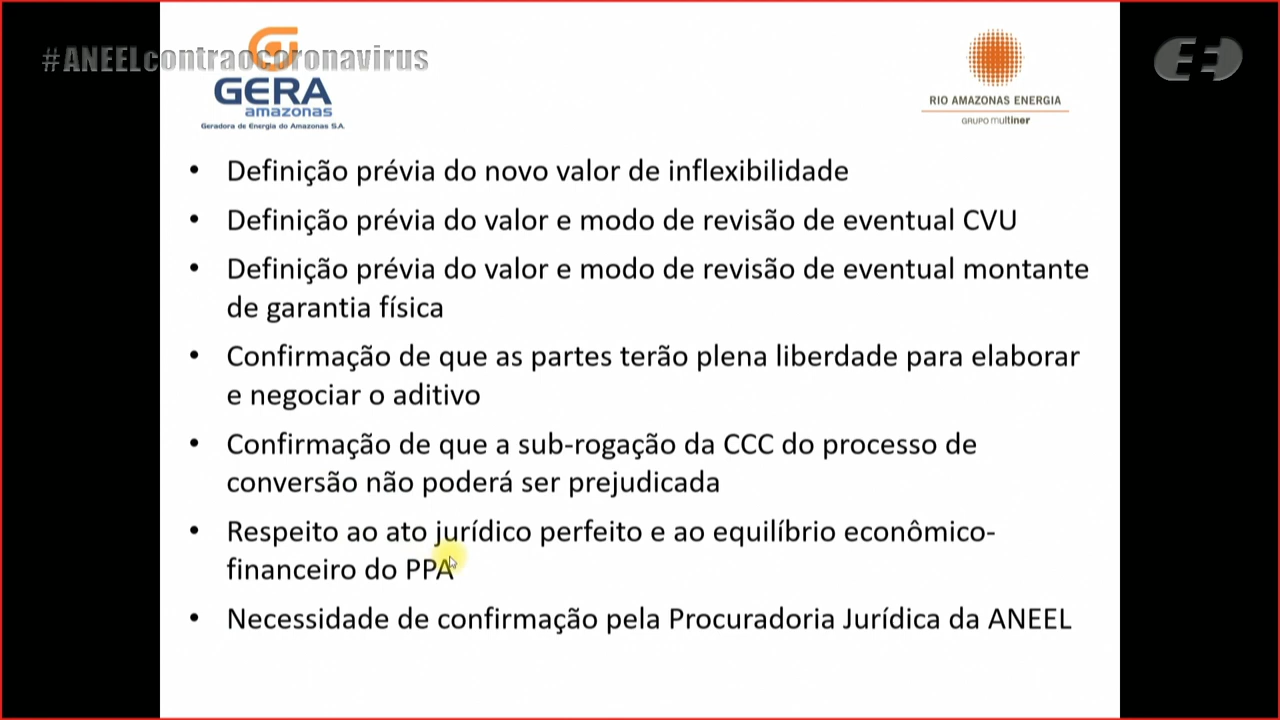 #ANEELcontraocoronavirus
GERA
amazonas
Geradora de Energia do Amazonas S.A.
RIO AMAZONAS ENERGIA
GRUPO multiner
• Definição prévia do novo valor de inflexibilidade
• Definição prévia do valor e modo de revisão de eventual CVU
• Definição prévia do valor e modo de revisão de eventual montante
de garantia física
• Confirmação de que as partes terão plena liberdade para elaborar
e negociar o aditivo
• Confirmação de que a sub-rogação da CCC do processo de
conversão não poderá ser prejudicada
• Respeito ao ato jurídico perfeito e ao equilíbrio econômico-
financeiro do PPA
• Necessidade de confirmação pela Procuradoria Jurídica da ANEEL